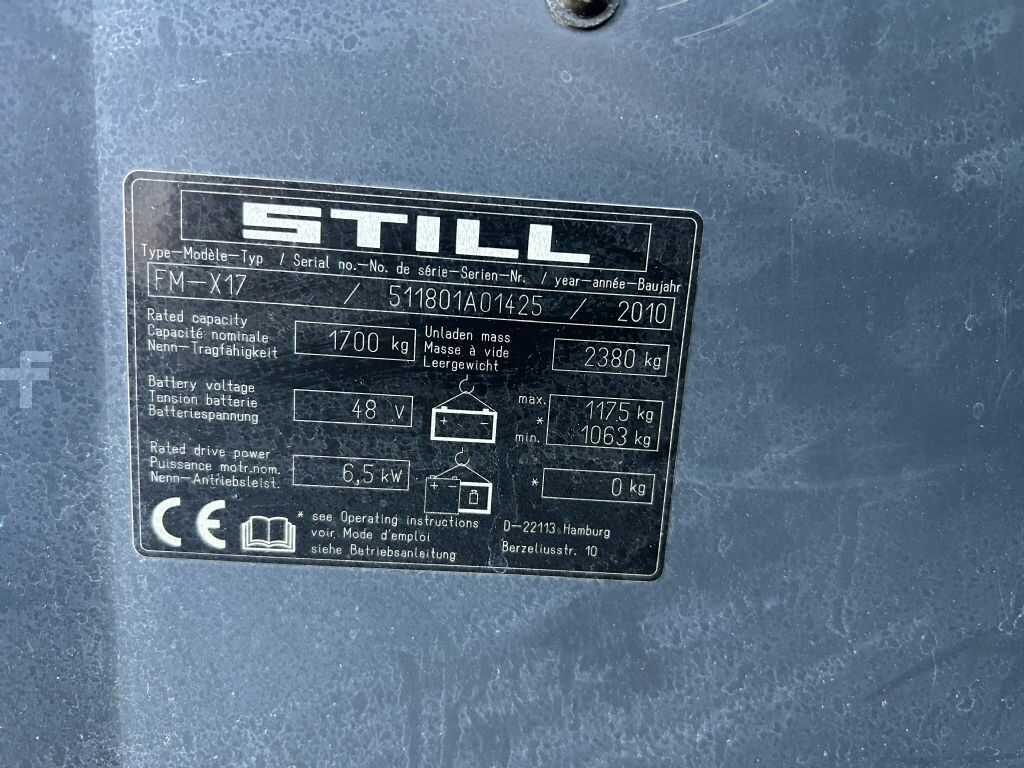 STILL
Type-Modèle-Typ / Serial no.-No. de série-Serien-Nr. / year-année-Baujahr
FM-X17 / 511801A01425 / 2010
Rated capacity
Capacité nominale
Nenn-Tragfähigkeit
1700 kg
Unladen mass
Masse à vide
Leergewicht
2380 kg
Battery voltage
Tension batterie
Batteriespannung
48 V
+ -
max.
*
min.
1175 kg
1063 kg
Rated drive power
Puissance motr.nom.
Nenn-Antriebsleist.
6,5 kW
+ -
* 0 kg
CE
* see Operating instructions
voir Mode d'emploi
siehe Betriebsanleitung
D-22113 Hamburg
Berzeliusstr. 10